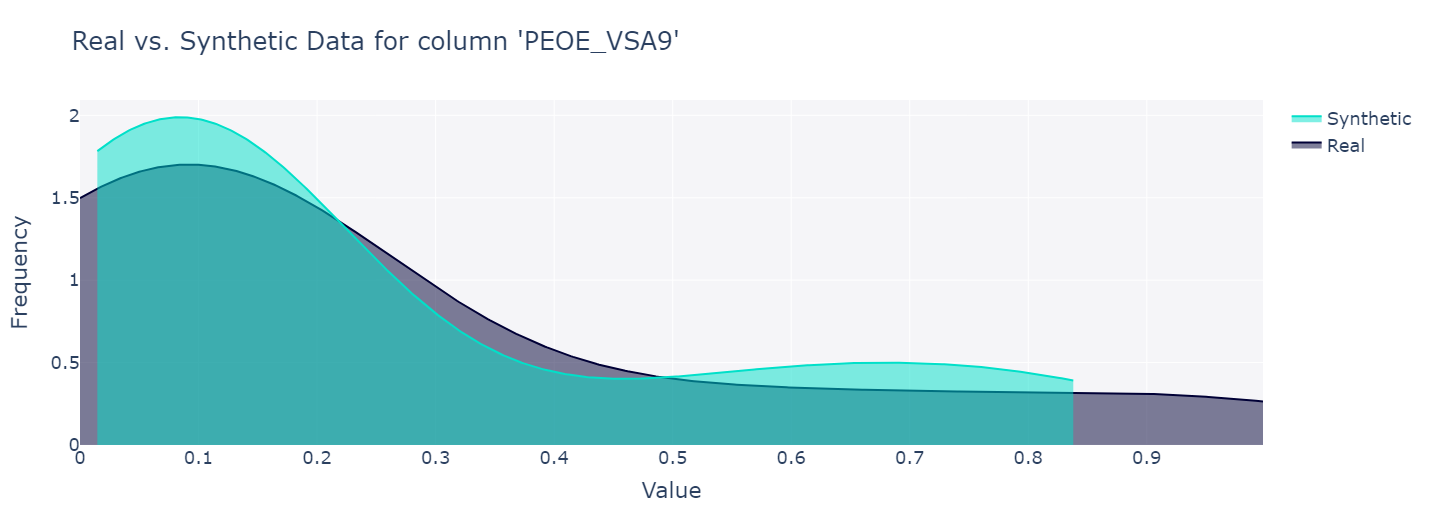 Real vs. Synthetic Data for column 'PEOE_VSA9'
Synthetic
Real
Frequency
2
1.5
1
0.5
0
0 0.1 0.2 0.3 0.4 0.5 0.6 0.7 0.8 0.9
Value